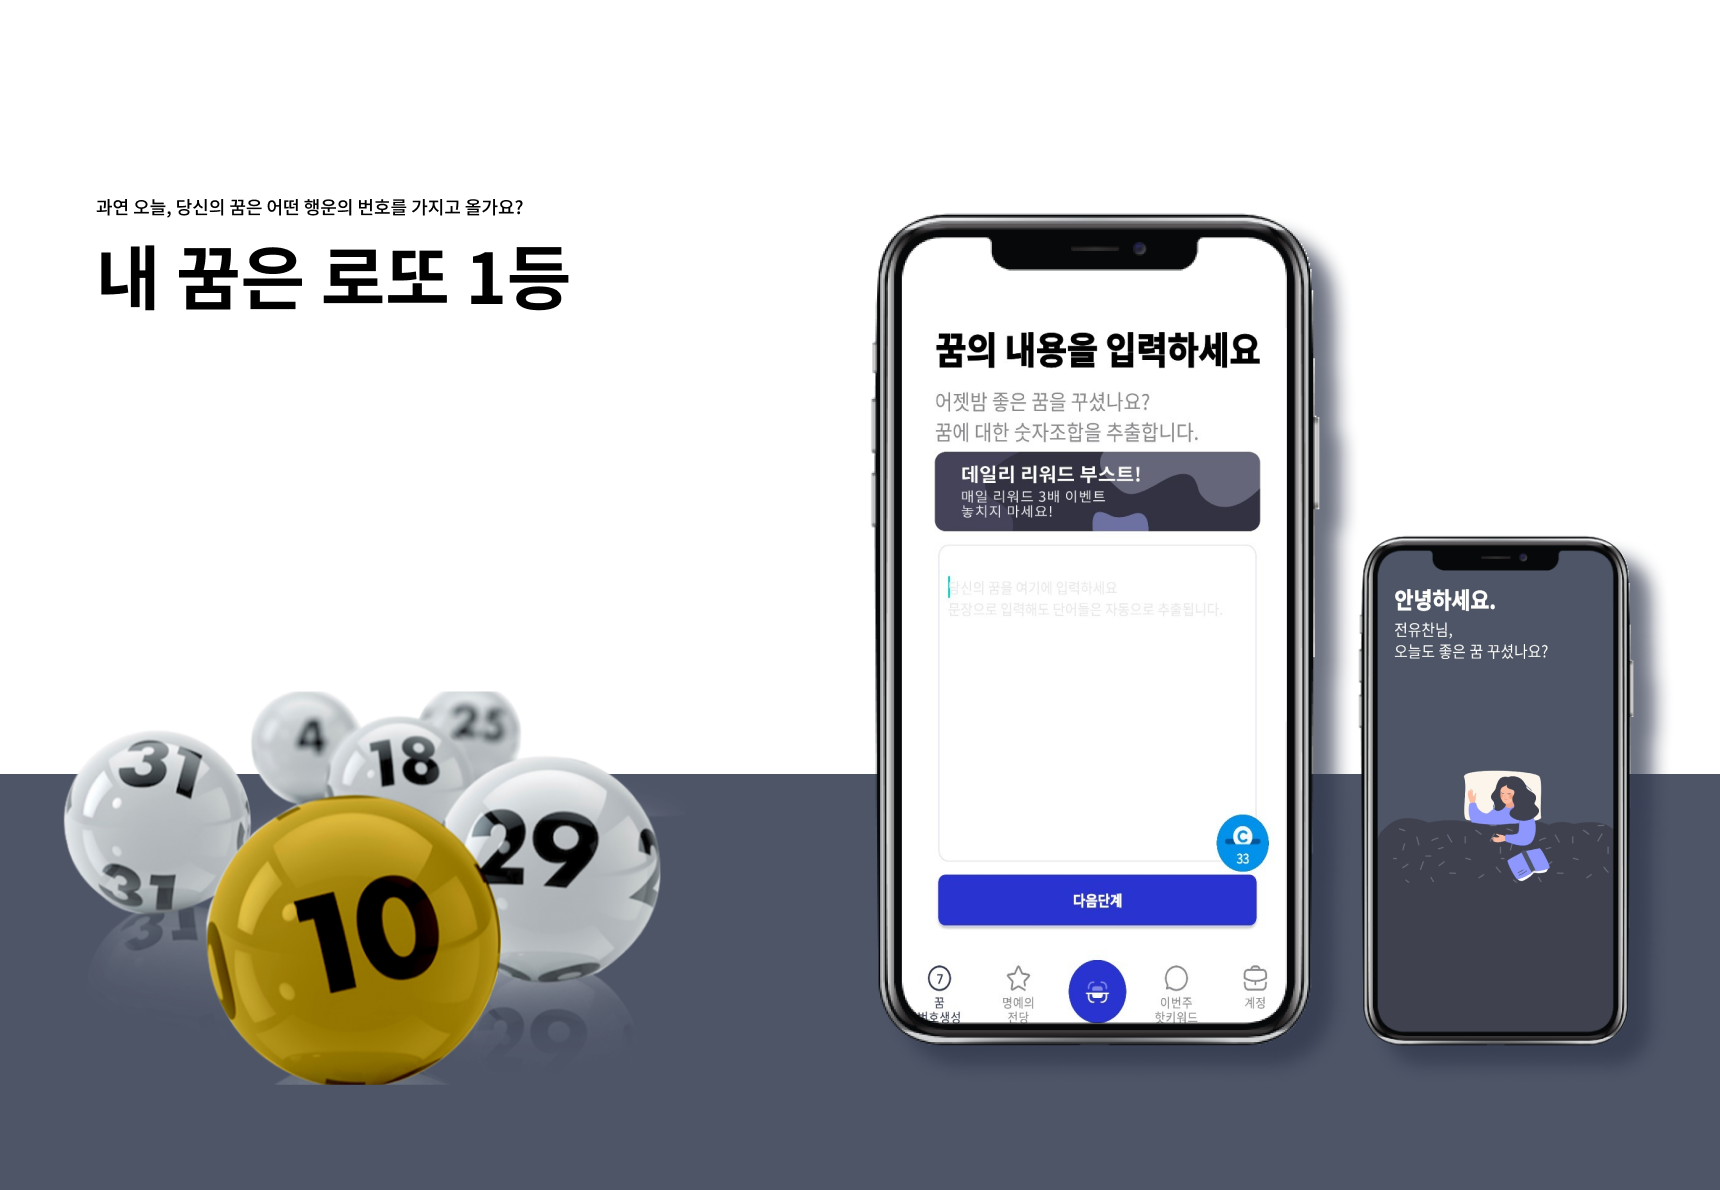 과연 오늘, 당신의 꿈은 어떤 행운의 번호를 가지고 올가요?
내 꿈은 로또 1등
꿈의 내용을 입력하세요
어젯밤 좋은 꿈을 꾸셨나요?
꿈에 대한 숫자조합을 추출합니다.
데일리 리워드 부스트!
매일 리워드 3배 이벤트
놓치지 마세요!
당신의 꿈을 여기에 입력하세요
문장으로 입력해도 단어들은 자동으로 추출됩니다.
C
33
다음단계
7
꿈
번호생성
명예의
전당
이번주
핫키워드
계정
안녕하세요.
전유찬님,
오늘도 좋은 꿈 꾸셨나요?
4
25
31
18
29
31
10